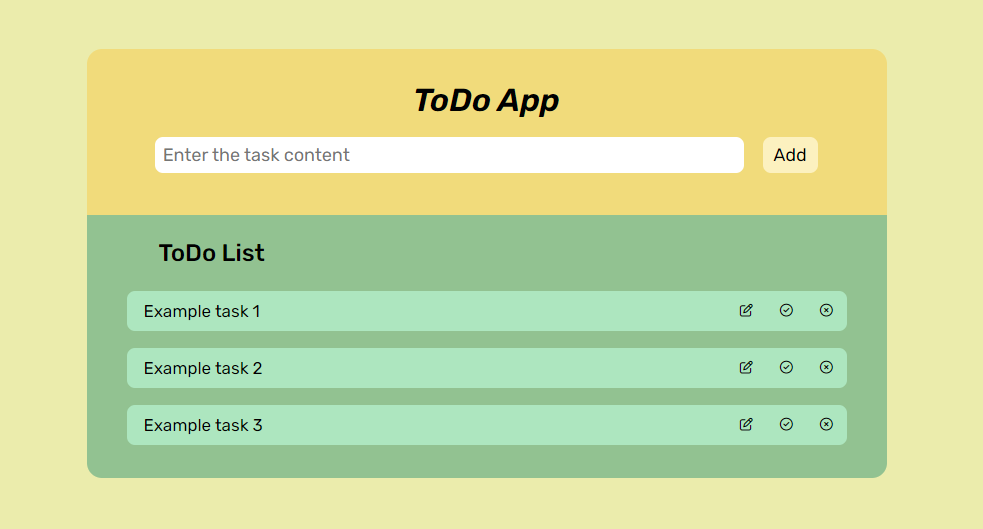 ToDo App
Enter the task content
Add
ToDo List
Example task 1
Example task 2
Example task 3